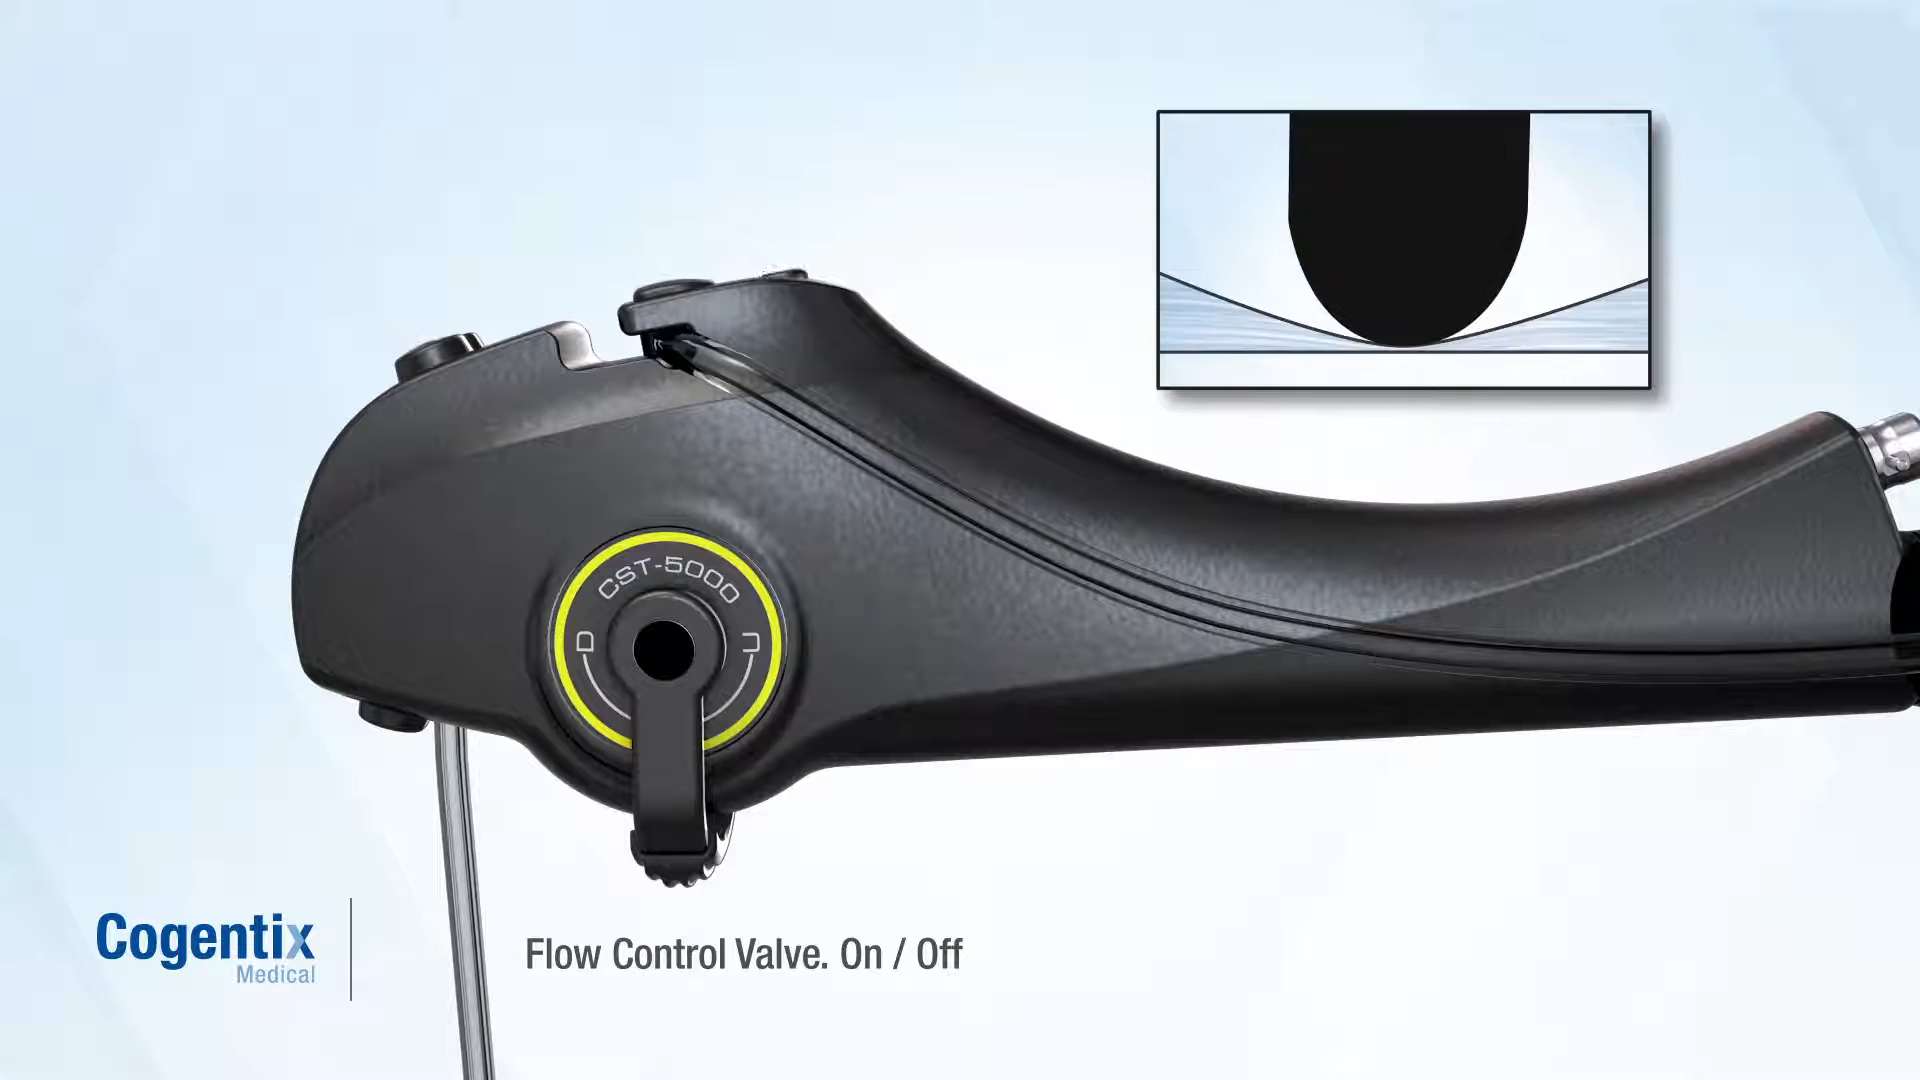 CST-5000
D U
Cogentix
Medical
Flow Control Valve. On / Off